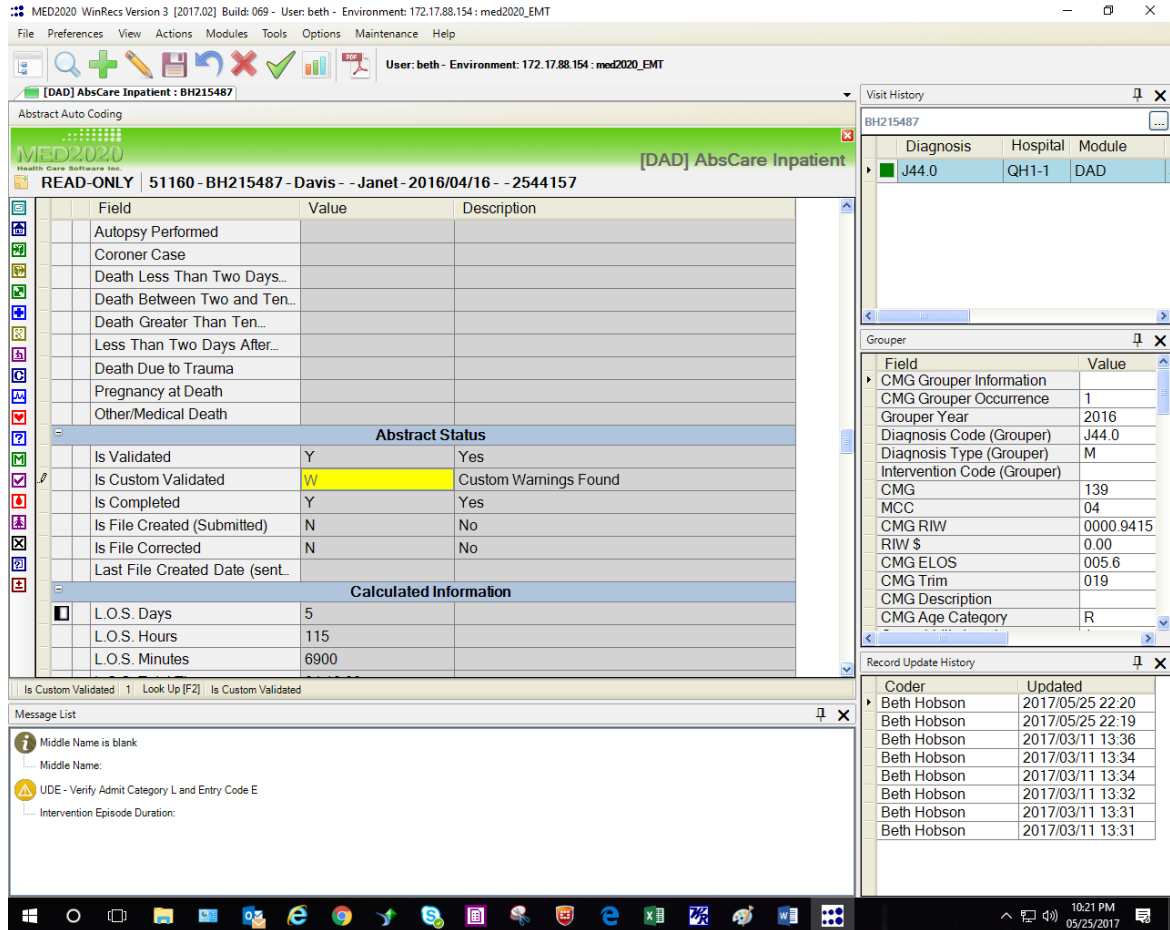 MED2020 WinRecs Version 3 [2017.02] Build: 069 - User: beth - Environment: 172.17.88.154 : med2020_EMT
File Preferences View Actions Modules Tools Options Maintenance Help
PDF
User: beth - Environment: 172.17.88.154 : med2020_EMT
[DAD] AbsCare Inpatient : BH215487
Abstract Auto Coding
MED2020
Health Care Software Inc.
[DAD] AbsCare Inpatient
READ-ONLY 51160 - BH215487 - Davis - - Janet - 2016/04/16 - - 2544157
Field Value Description
Autopsy Performed
Coroner Case
Death Less Than Two Days...
Death Between Two and Ten...
Death Greater Than Ten...
Less Than Two Days After...
Death Due to Trauma
Pregnancy at Death
Other/Medical Death
Abstract Status
Is Validated Y Yes
Is Custom Validated W Custom Warnings Found
Is Completed Y Yes
Is File Created (Submitted) N No
Is File Corrected N No
Last File Created Date (sent...
Calculated Information
L.O.S. Days 5
L.O.S. Hours 115
L.O.S. Minutes 6900
Is Custom Validated 1 Look Up [F2] Is Custom Validated
Message List
Middle Name is blank
Middle Name:
UDE - Verify Admit Category L and Entry Code E
Intervention Episode Duration:
Visit History
BH215487
...
Diagnosis Hospital Module
J44.0 QH1-1 DAD
Grouper
Field Value
CMG Grouper Information
CMG Grouper Occurrence 1
Grouper Year 2016
Diagnosis Code (Grouper) J44.0
Diagnosis Type (Grouper) M
Intervention Code (Grouper)
CMG 139
MCC 04
CMG RIW 0000.9415
RIW $ 0.00
CMG ELOS 005.6
CMG Trim 019
CMG Description
CMG Age Category R
Record Update History
Coder Updated
Beth Hobson 2017/05/25 22:20
Beth Hobson 2017/05/25 22:19
Beth Hobson 2017/03/11 13:36
Beth Hobson 2017/03/11 13:34
Beth Hobson 2017/03/11 13:34
Beth Hobson 2017/03/11 13:32
Beth Hobson 2017/03/11 13:31
Beth Hobson 2017/03/11 13:31
10:21 PM
05/25/2017